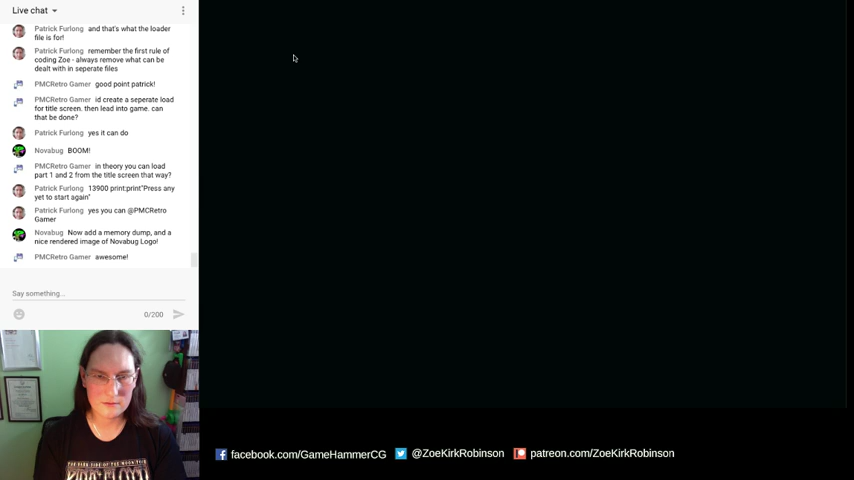 Live chat
Patrick Furlong and that's what the loader
file is for!
Patrick Furlong remember the first rule of
coding Zoe - always remove what can be
dealt with in seperate files
PMCRetro Gamer good point patrick!
PMCRetro Gamer id create a seperate load
for title screen. then lead into game. can
that be done?
Patrick Furlong yes it can do
Novabug BOOM!
PMCRetro Gamer in theory you can load
part 1 and 2 from the title screen that way?
Patrick Furlong 13900 print:print"Press any
yet to start again"
Patrick Furlong yes you can @PMCRetro
Gamer
Novabug Now add a memory dump, and a
nice rendered image of Novabug Logo!
PMCRetro Gamer awesome!
Say something...
0/200
facebook.com/GameHammerCG
@ZoeKirkRobinson
patreon.com/ZoeKirkRobinson